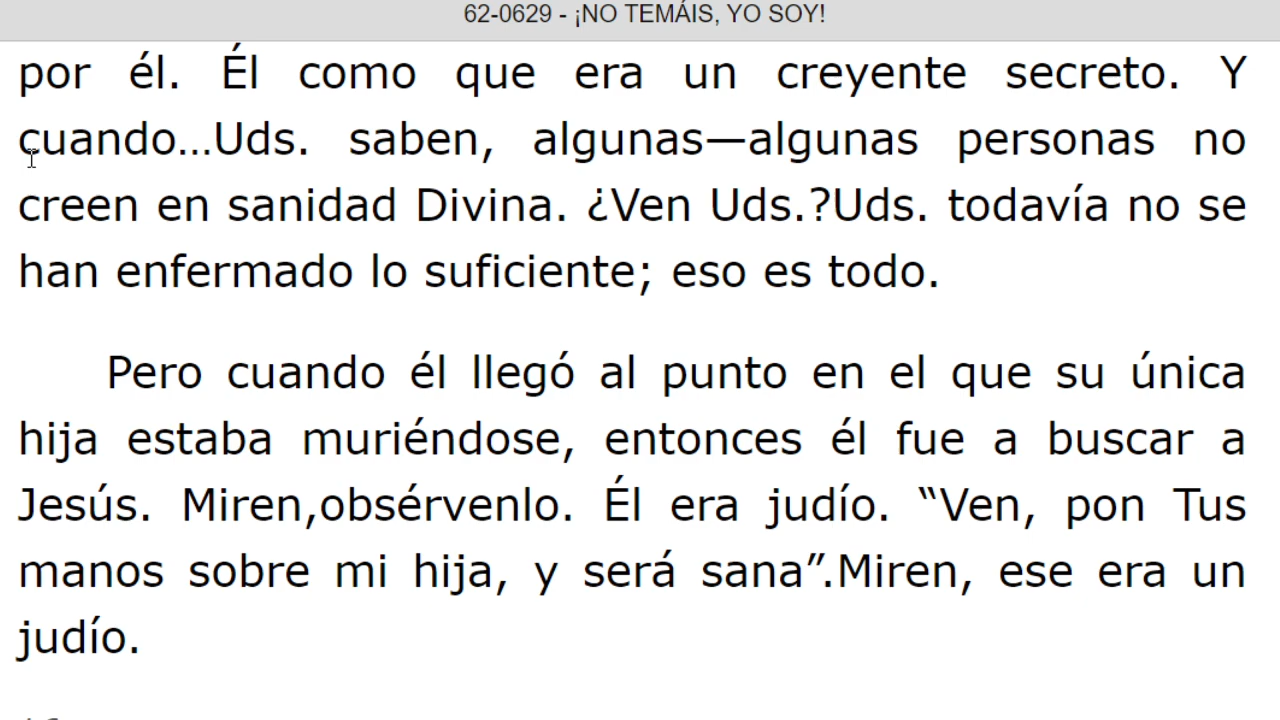 62-0629 - ¡NO TEMÁIS, YO SOY!
por él. Él como que era un creyente secreto. Y
cuando...Uds. saben, algunas—algunas personas no
creen en sanidad Divina. ¿Ven Uds.?Uds. todavía no se
han enfermado lo suficiente; eso es todo.
Pero cuando él llegó al punto en el que su única
hija estaba muriéndose, entonces él fue a buscar a
Jesús. Miren,obsérvenlo. Él era judío. “Ven, pon Tus
manos sobre mi hija, y será sana”.Miren, ese era un
judío.